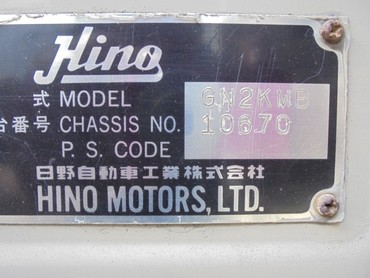 Hino
式 MODEL GN2KWB
台番号 CHASSIS NO. 10670
P. S. CODE
日野自動車工業株式会社
HINO MOTORS, LTD.